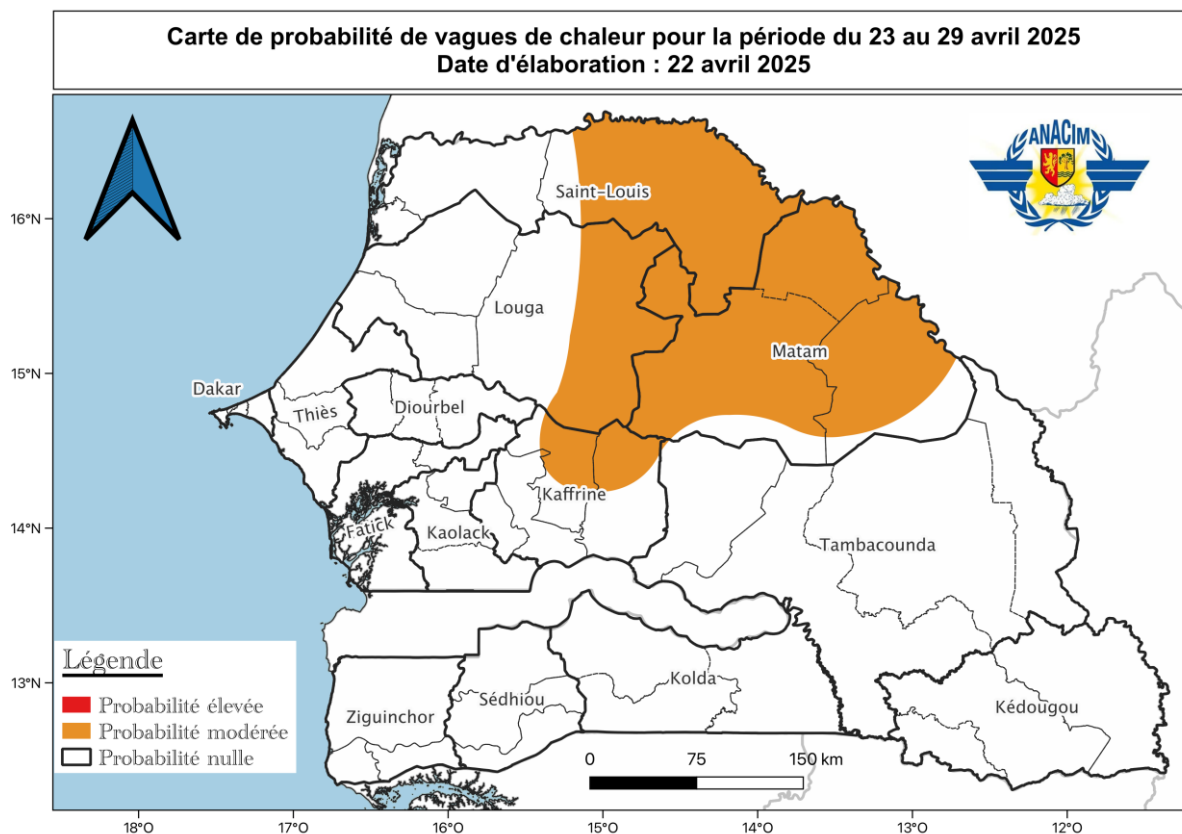 Carte de probabilité de vagues de chaleur pour la période du 23 au 29 avril 2025
Date d'élaboration : 22 avril 2025
ANACIM
Saint-Louis
16°N
Louga
Matam
15°N
Dakar
Thiès
Diourbel
Kaffrine
14°N
Fatick
Kaolack
Tambacounda
Légende
13°N
Probabilité élevée
Probabilité modérée
Probabilité nulle
Ziguinchor
Sédhiou
Kolda
Kédougou
0 75 150 km
18°O 17°O 16°O 15°O 14°O 13°O 12°O